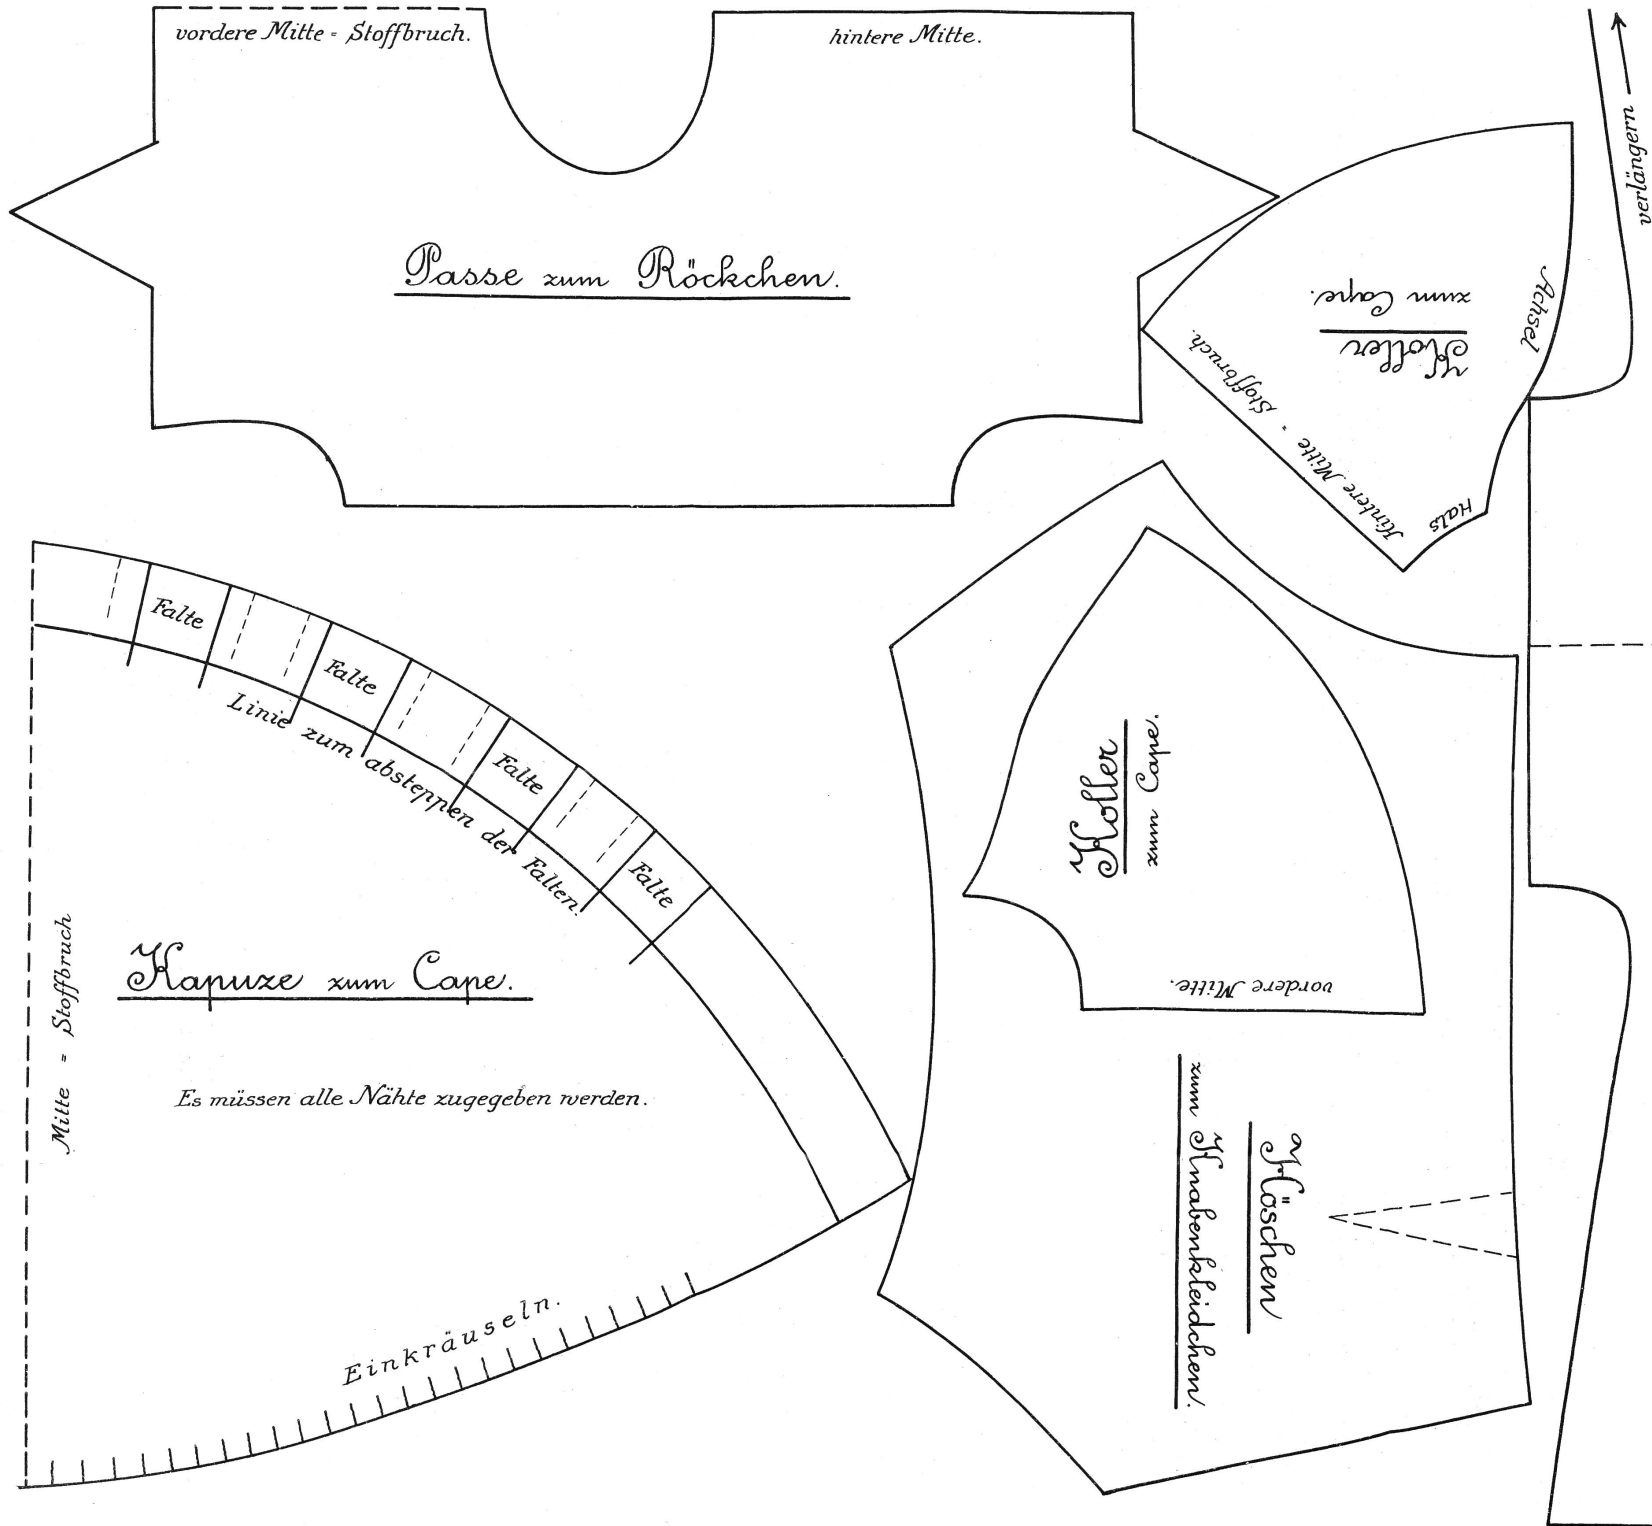 vordere Mitte = Stoffbruch.
hintere Mitte.
verlängern
Passe zum Röckchen.
Achsel
Koller
zum Cape.
Hintere Mitte = Stoffbruch.
Hals
Falte
Falte
Falte
Falte
Linie zum absteppen der Falten.
Koller
zum Cape.
vordere Mitte.
Mitte = Stoffbruch
Kapuze zum Cape.
Es müssen alle Nähte zugegeben werden.
Einkräuseln.
Höschen
zum Knabenkleidchen.